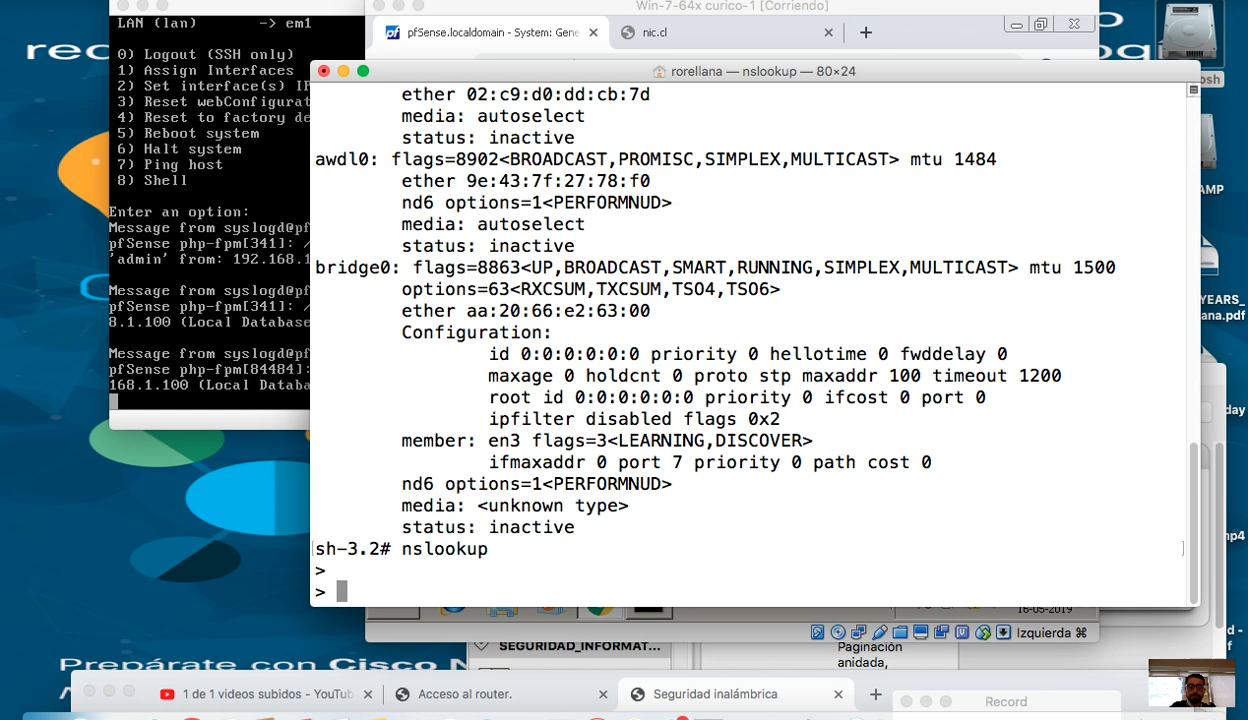 LAN (lan) -> em1
0) Logout (SSH only)
1) Assign Interfaces
2) Set interface(s) IP
3) Reset webConfigurat
4) Reset to factory de
5) Reboot system
6) Halt system
7) Ping host
8) Shell
Enter an option:
Message from syslogd@pf
pfSense php-fpm[341]: /
'admin' from: 192.168.1
Message from syslogd@pf
pfSense php-fpm[341]: /
8.1.100 (Local Database
Message from syslogd@pf
pfSense php-fpm[84484]:
168.1.100 (Local Databa
Win-7-64x curico-1 [Corriendo]
pfSense.localdomain - System: Gene
nic.cl
rorellana — nslookup — 80×24
ether 02:c9:d0:dd:cb:7d
media: autoselect
status: inactive
awdl0: flags=8902<BROADCAST,PROMISC,SIMPLEX,MULTICAST> mtu 1484
ether 9e:43:7f:27:78:f0
nd6 options=1<PERFORMNUD>
media: autoselect
status: inactive
bridge0: flags=8863<UP,BROADCAST,SMART,RUNNING,SIMPLEX,MULTICAST> mtu 1500
options=63<RXCSUM,TXCSUM,TSO4,TSO6>
ether aa:20:66:e2:63:00
Configuration:
id 0:0:0:0:0:0 priority 0 hellotime 0 fwddelay 0
maxage 0 holdcnt 0 proto stp maxaddr 100 timeout 1200
root id 0:0:0:0:0:0 priority 0 ifcost 0 port 0
ipfilter disabled flags 0x2
member: en3 flags=3<LEARNING,DISCOVER>
ifmaxaddr 0 port 7 priority 0 path cost 0
nd6 options=1<PERFORMNUD>
media: <unknown type>
status: inactive
sh-3.2# nslookup
>
>
16-05-2019
Izquierda ⌘
SEGURIDAD_INFORMAT...
Paginación
anidada,
Prepárate con Cisco N
1 de 1 videos subidos - YouTub
Acceso al router.
Seguridad inalámbrica
Record
osh
AMP
YEARS_
ana.pdf
day
mp4